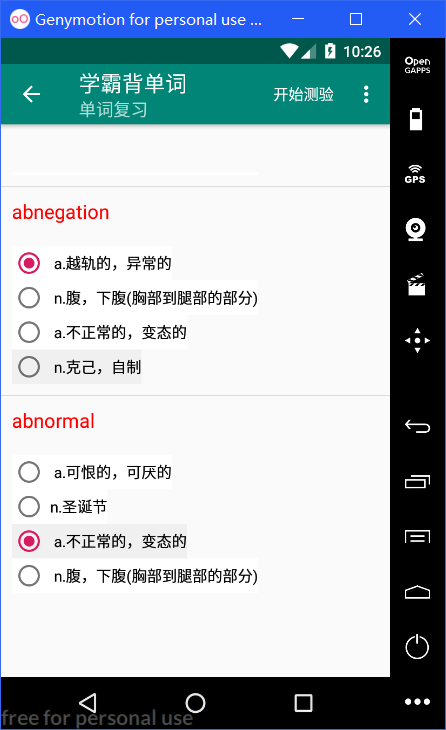 Genymotion for personal use ...
10:26
学霸背单词
单词复习
开始测验
abnegation
a.越轨的，异常的
n.腹，下腹(胸部到腿部的部分)
a.不正常的，变态的
n.克己，自制
abnormal
a.可恨的，可厌的
n.圣诞节
a.不正常的，变态的
n.腹，下腹(胸部到腿部的部分)
Open
GAPPS
GPS
free for personal use